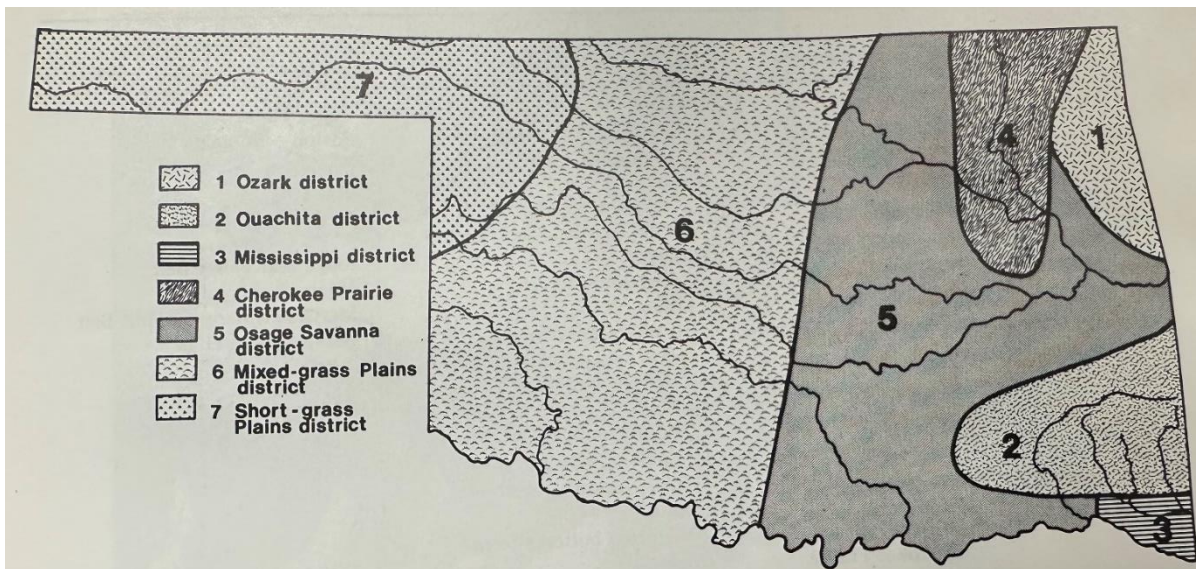 7
4
1
6
5
2
3
1 Ozark district
2 Ouachita district
3 Mississippi district
4 Cherokee Prairie
district
5 Osage Savanna
district
6 Mixed-grass Plains
district
7 Short-grass
Plains district